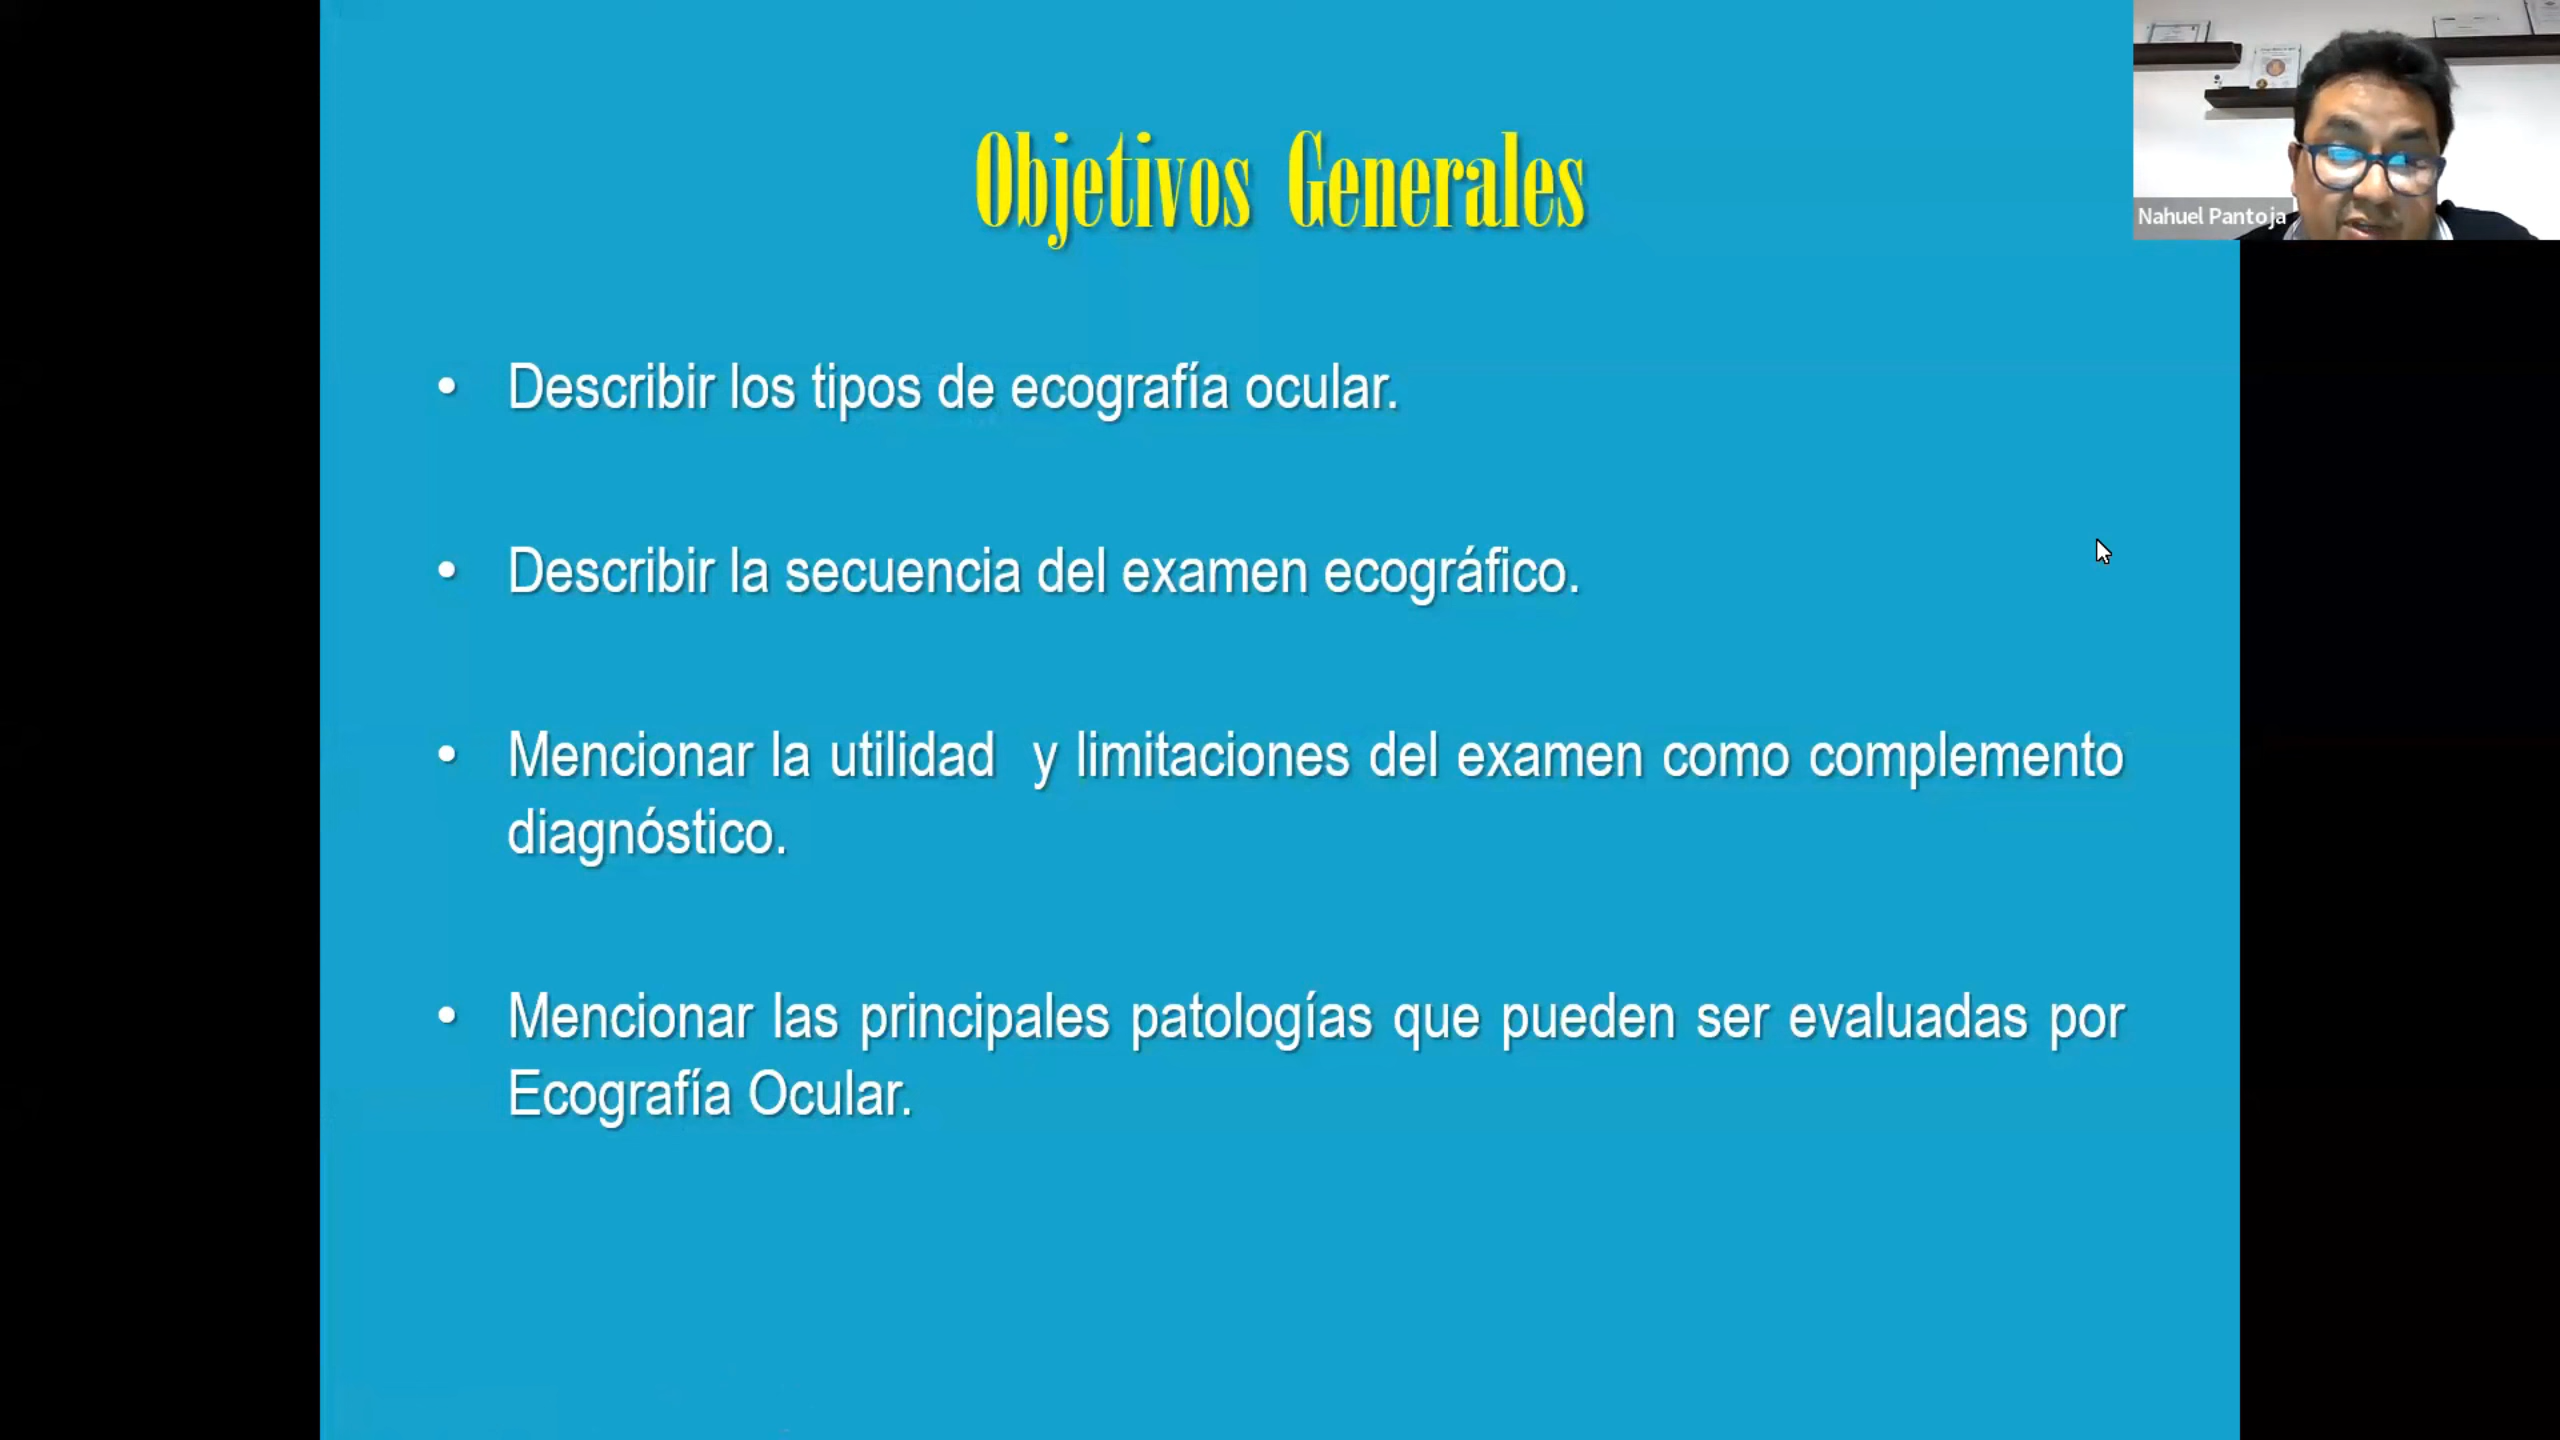 Objetivos Generales
Nahuel Pantoja
• Describir los tipos de ecografía ocular.
• Describir la secuencia del examen ecográfico.
• Mencionar la utilidad y limitaciones del examen como complemento
diagnóstico.
• Mencionar las principales patologías que pueden ser evaluadas por
Ecografía Ocular.